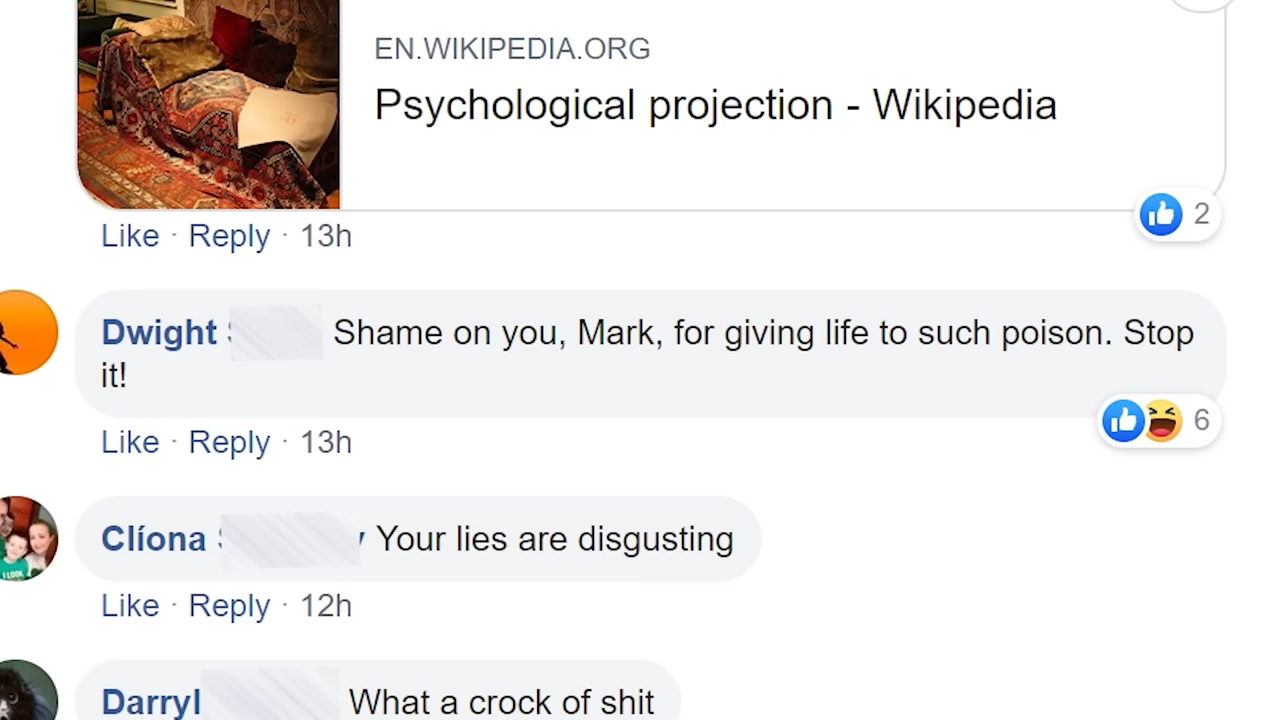 EN.WIKIPEDIA.ORG
Psychological projection - Wikipedia
2
Like · Reply · 13h
Dwight Shame on you, Mark, for giving life to such poison. Stop
it!
6
Like · Reply · 13h
Clíona Your lies are disgusting
Like · Reply · 12h
Darryl What a crock of shit